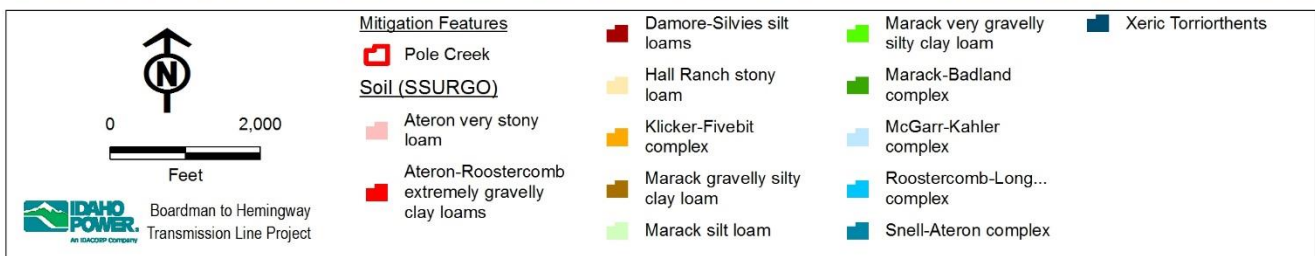 N
0 2,000
Feet
IDAHO
POWER.
An IDACORP Company
Boardman to Hemingway
Transmission Line Project
Mitigation Features
Pole Creek
Soil (SSURGO)
Ateron very stony
loam
Ateron-Roostercomb
extremely gravelly
clay loams
Damore-Silvies silt
loams
Hall Ranch stony
loam
Klicker-Fivebit
complex
Marack gravelly silty
clay loam
Marack silt loam
Marack very gravelly
silty clay loam
Marack-Badland
complex
McGarr-Kahler
complex
Roostercomb-Long...
complex
Snell-Ateron complex
Xeric Torriorthents